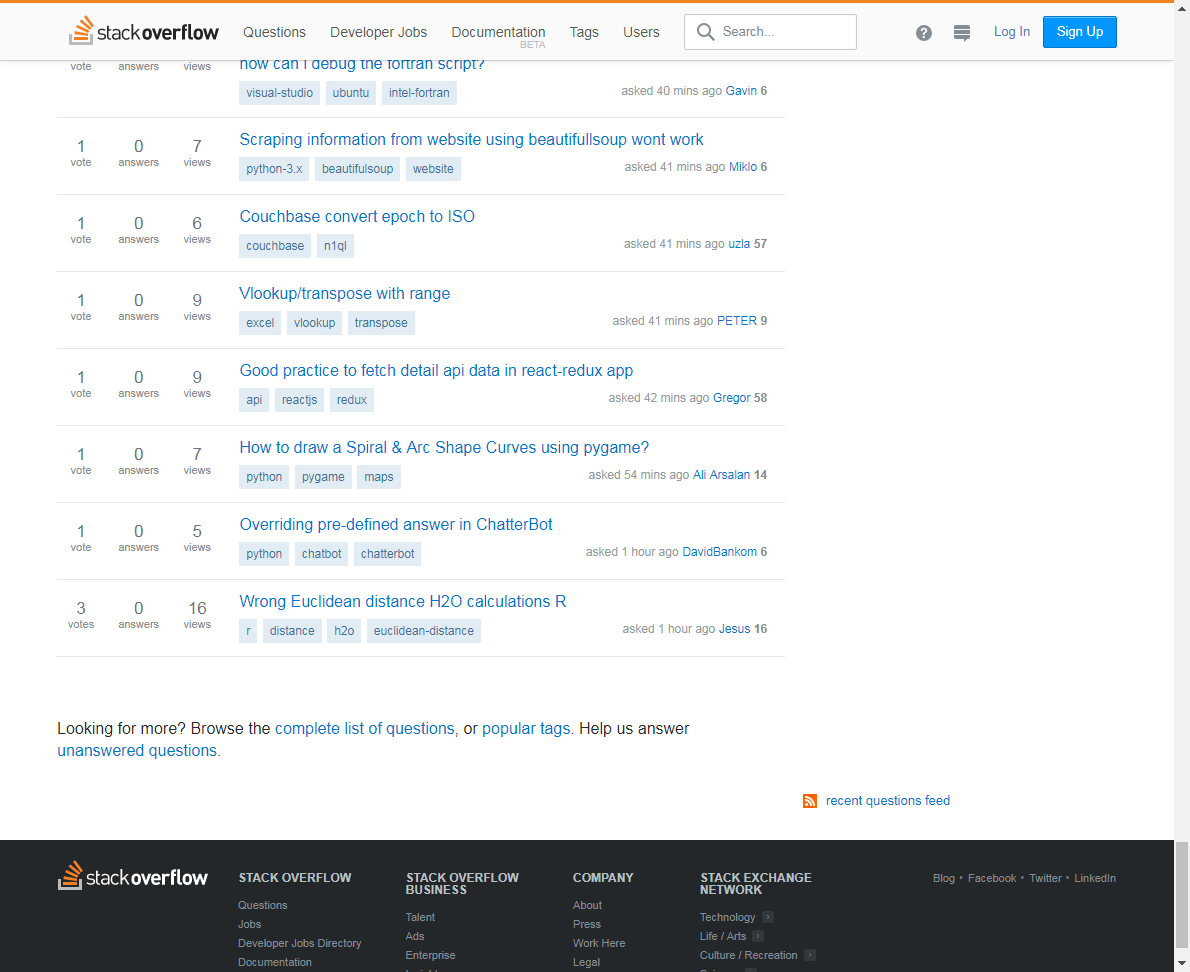 stackoverflow Questions Developer Jobs Documentation BETA Tags Users Search... ? Log In Sign Up
vote answers views how can I debug the fortran script?
visual-studio ubuntu intel-fortran asked 40 mins ago Gavin 6
1 0 7 Scraping information from website using beautifullsoup wont work
vote answers views python-3.x beautifulsoup website asked 41 mins ago Miklo 6
1 0 6 Couchbase convert epoch to ISO
vote answers views couchbase n1ql asked 41 mins ago uzla 57
1 0 9 Vlookup/transpose with range
vote answers views excel vlookup transpose asked 41 mins ago PETER 9
1 0 9 Good practice to fetch detail api data in react-redux app
vote answers views api reactjs redux asked 42 mins ago Gregor 58
1 0 7 How to draw a Spiral & Arc Shape Curves using pygame?
vote answers views python pygame maps asked 54 mins ago Ali Arsalan 14
1 0 5 Overriding pre-defined answer in ChatterBot
vote answers views python chatbot chatterbot asked 1 hour ago DavidBankom 6
3 0 16 Wrong Euclidean distance H2O calculations R
votes answers views r distance h2o euclidean-distance asked 1 hour ago Jesus 16
Looking for more? Browse the complete list of questions, or popular tags. Help us answer
unanswered questions.
recent questions feed
stackoverflow
STACK OVERFLOW
Questions
Jobs
Developer Jobs Directory
Documentation
STACK OVERFLOW
BUSINESS
Talent
Ads
Enterprise
COMPANY
About
Press
Work Here
Legal
STACK EXCHANGE
NETWORK
Technology
Life / Arts
Culture / Recreation
Blog • Facebook • Twitter • LinkedIn